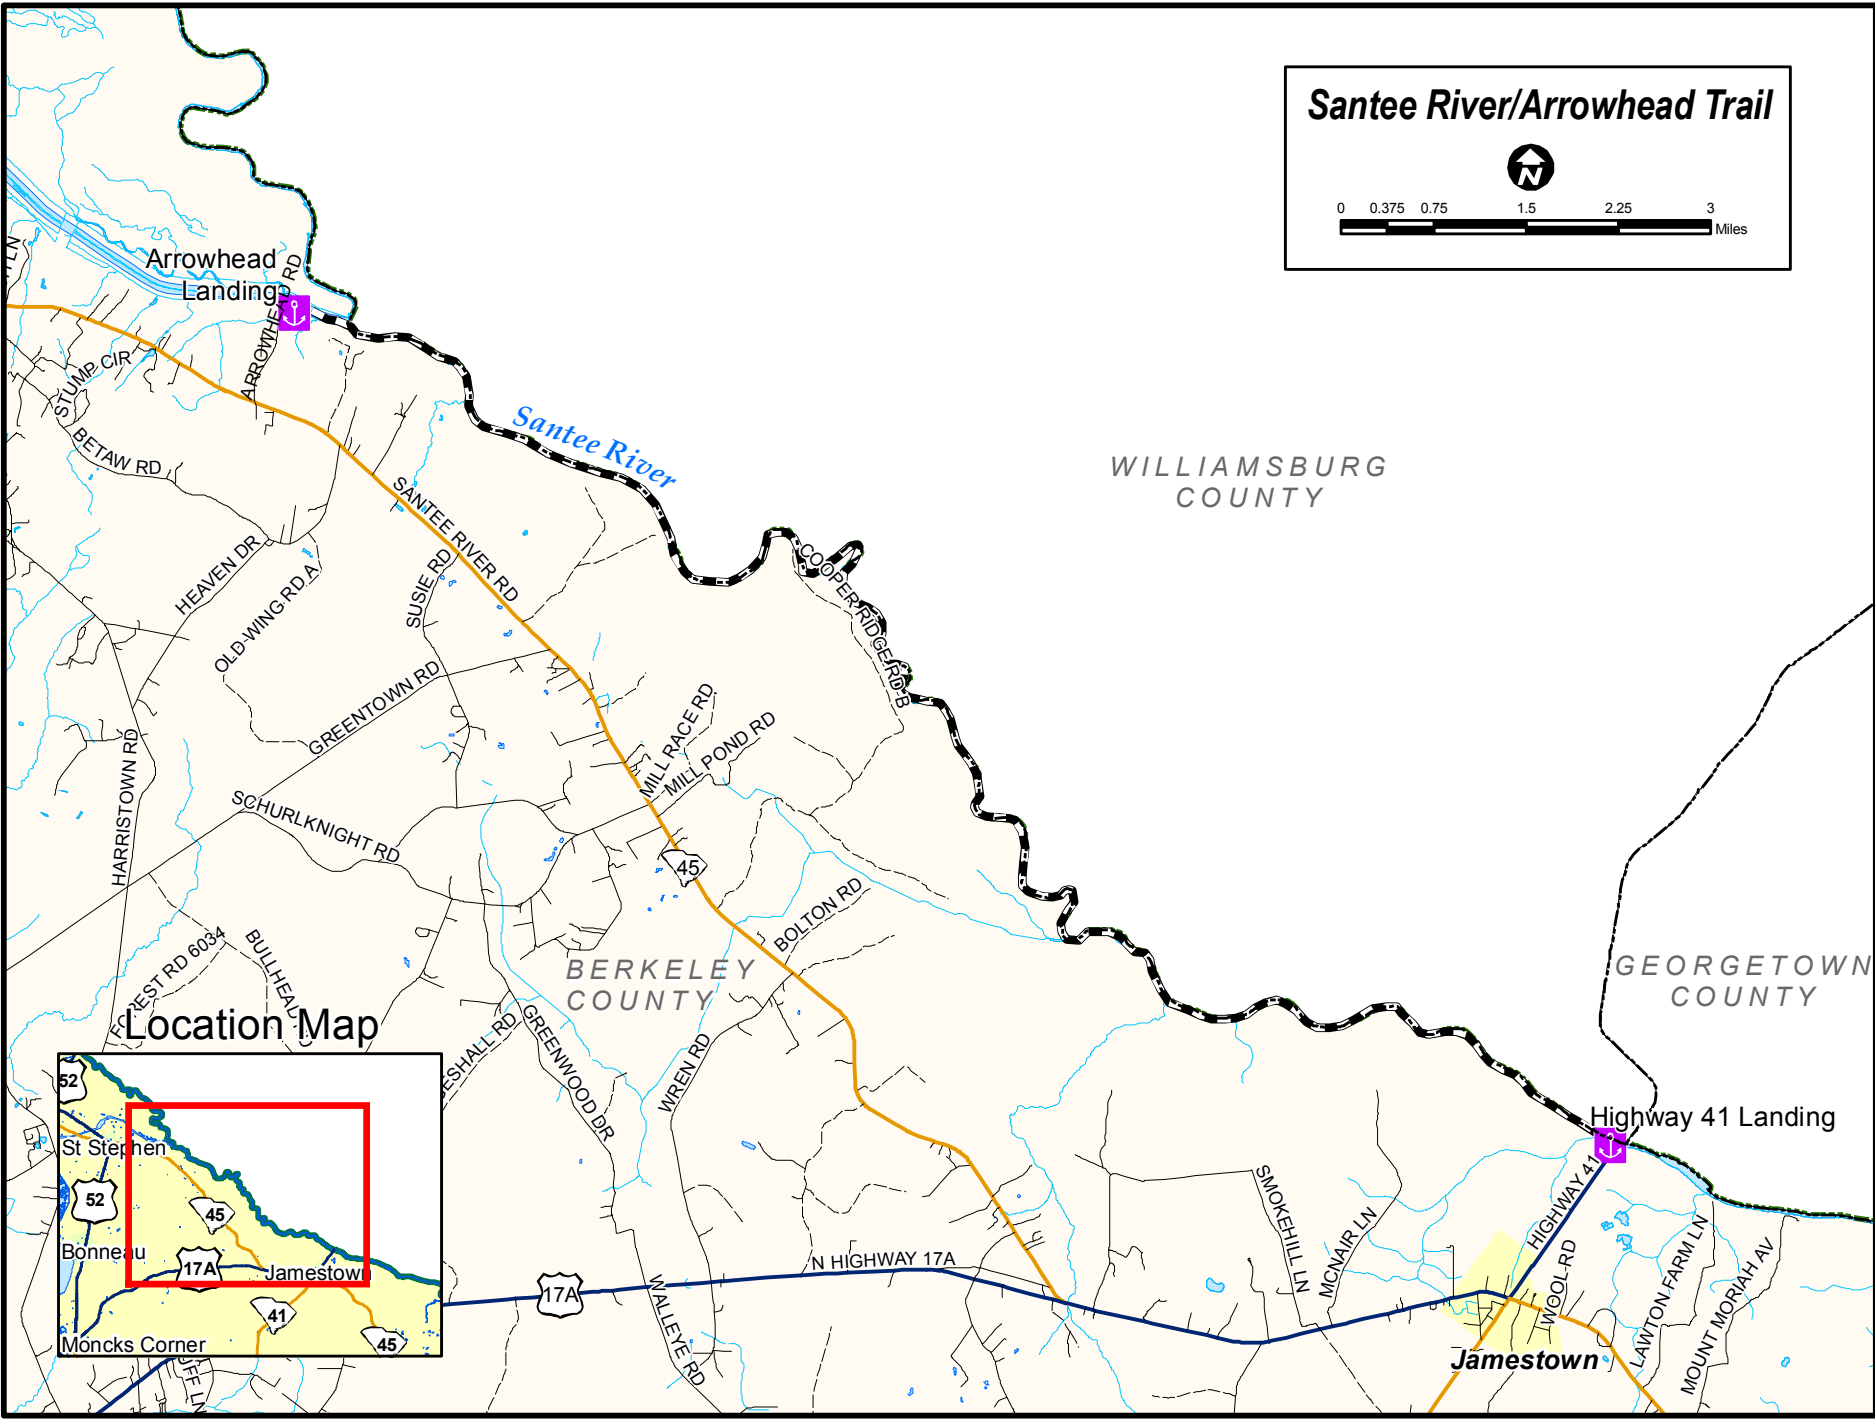 Santee River/Arrowhead Trail
N
0 0.375 0.75 1.5 2.25 3
Miles
Arrowhead
Landing
ARROWHEAD RD
STUMP CIR
BETAW RD
Santee River
SANTEE RIVER RD
WILLIAMSBURG
COUNTY
HEAVEN DR
OLD-WING RD A
SUSIE RD
COOPER RIDGE RD-B
GREENTOWN RD
MILL RACE RD
MILL POND RD
HARRISTOWN RD
SCHURLKNIGHT RD
45
BOLTON RD
FOREST RD 6034
BERKELEY
COUNTY
GEORGETOWN
COUNTY
GREENWOOD DR
WREN RD
Highway 41 Landing
HIGHWAY 41
SMOKEHILL LN
MCNAIR LN
WOOL RD
LAWTON FARM LN
MOUNT MORIAH AV
N HIGHWAY 17A
17A
WALLEYE RD
Jamestown
Location Map
52
St Stephen
52
45
Bonneau
17A
Jamestown
41
Moncks Corner
45